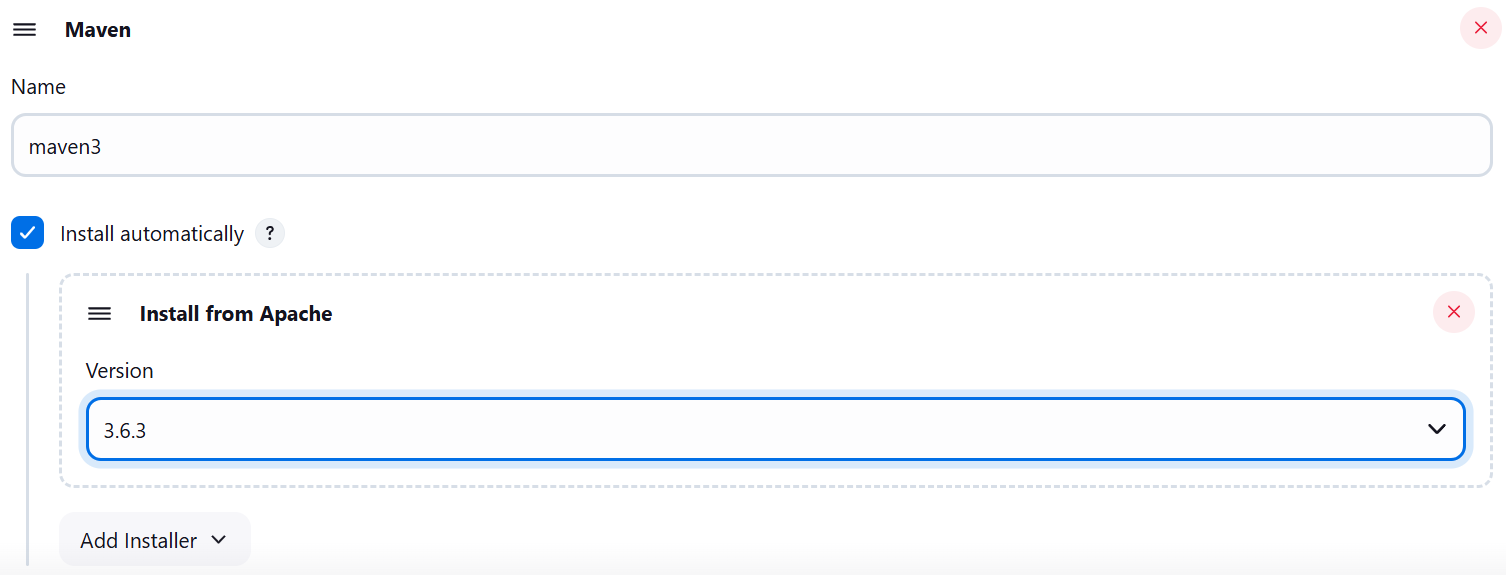 Maven
Name
maven3
Install automatically ?
Install from Apache
Version
3.6.3
Add Installer